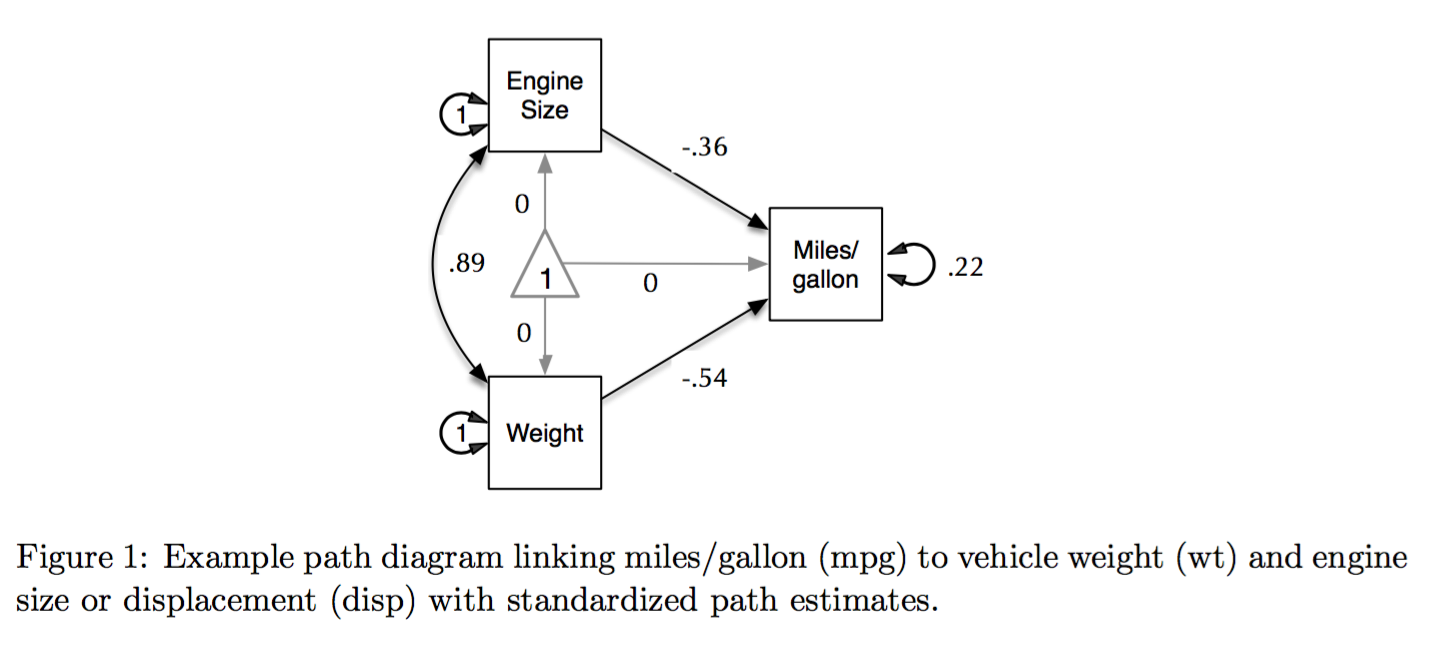 Engine
Size
1
-.36
0
Miles/
gallon
.89
1
0
.22
0
-.54
1
Weight
Figure 1: Example path diagram linking miles/gallon (mpg) to vehicle weight (wt) and engine
size or displacement (disp) with standardized path estimates.